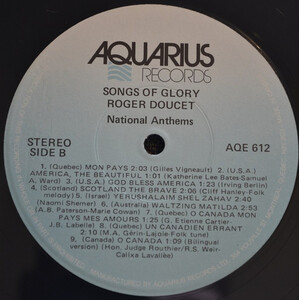 AQUARIUS
RECORDS
SONGS OF GLORY
ROGER DOUCET
National Anthems
STEREO
SIDE B
AQE 612
1, (Quebec) MON PAYS 2:03 (Gilles Vigneault) 2, (U.S.A.)
AMERICA, THE BEAUTIFUL 1:01 (Katherine Lee Bates-Samuel
A. Ward) 3, (U.S.A.) GOD BLESS AMERICA 1:23 (Irving Berlin)
4, (Scotland) SCOTLAND THE BRAVE 2:06 (Cliff Hanley-Folk
melody) 5, (Israel) YERUSHALAIM SHEL ZAHAV 2:40
(Naomi Shemer) 6, (Australia) WALTZING MATILDA 2:53
(A.B. Paterson-Marie Cowan) 7, (Quebec) O CANADA MON
PAYS MES AMOURS 1:14 (G. Etienne Cartier-
J.B. Labelle) 8, (Quebec) UN CANADIEN ERRANT
2:10 (M.A. Gérin-Lajoie-Folk tune)
9, (Canada) O CANADA 1:09 (Bilingual
version) (Hon. Judge Routhier/R.S. Weir-
Calixa Lavallée)